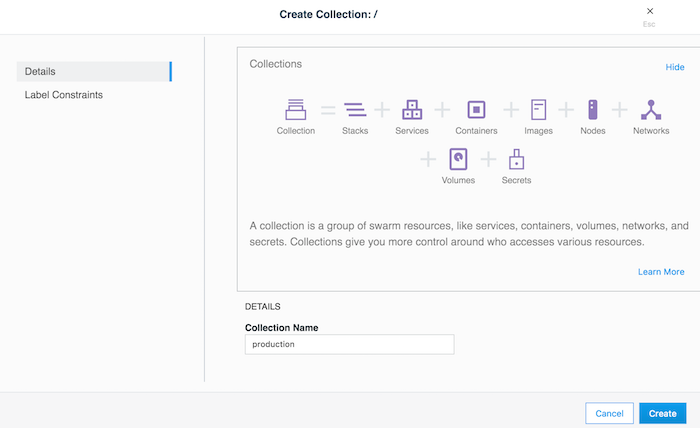 Create Collection: /
Esc
Details
Label Constraints
Collections
Hide
Collection = Stacks + Services + Containers + Images + Nodes + Networks
+ Volumes + Secrets
A collection is a group of swarm resources, like services, containers, volumes, networks, and
secrets. Collections give you more control around who accesses various resources.
Learn More
DETAILS
Collection Name
production
Cancel
Create